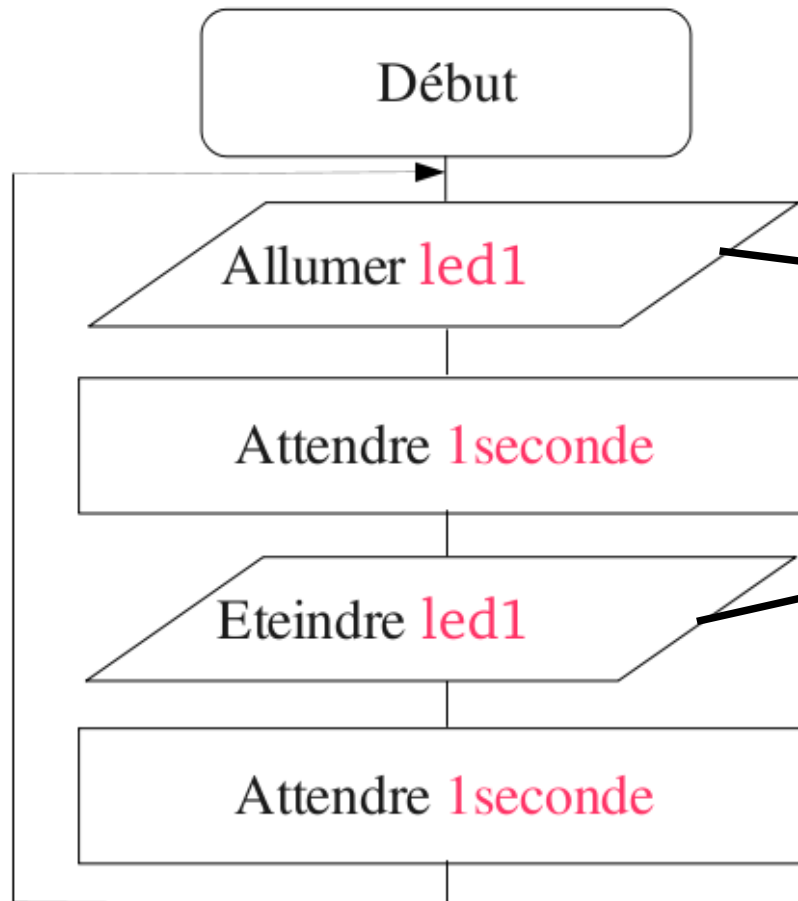 Début
Allumer led1
Attendre 1seconde
Eteindre led1
Attendre 1seconde